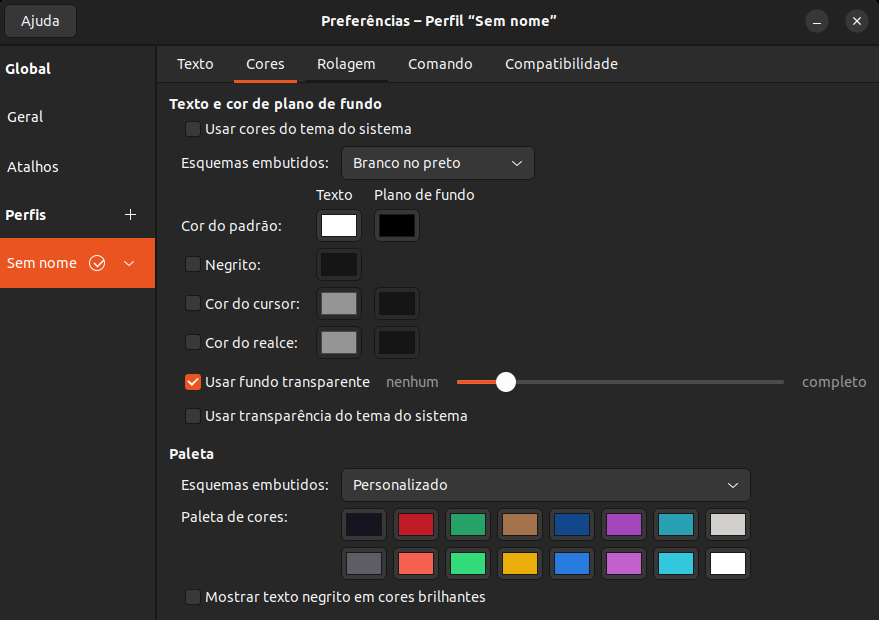 Ajuda
Preferências – Perfil “Sem nome”
Global
Geral
Atalhos
Perfis
Sem nome
Texto Cores Rolagem Comando Compatibilidade
Texto e cor de plano de fundo
Usar cores do tema do sistema
Esquemas embutidos: Branco no preto
Texto Plano de fundo
Cor do padrão:
Negrito:
Cor do cursor:
Cor do realce:
Usar fundo transparente nenhum completo
Usar transparência do tema do sistema
Paleta
Esquemas embutidos: Personalizado
Paleta de cores:
Mostrar texto negrito em cores brilhantes